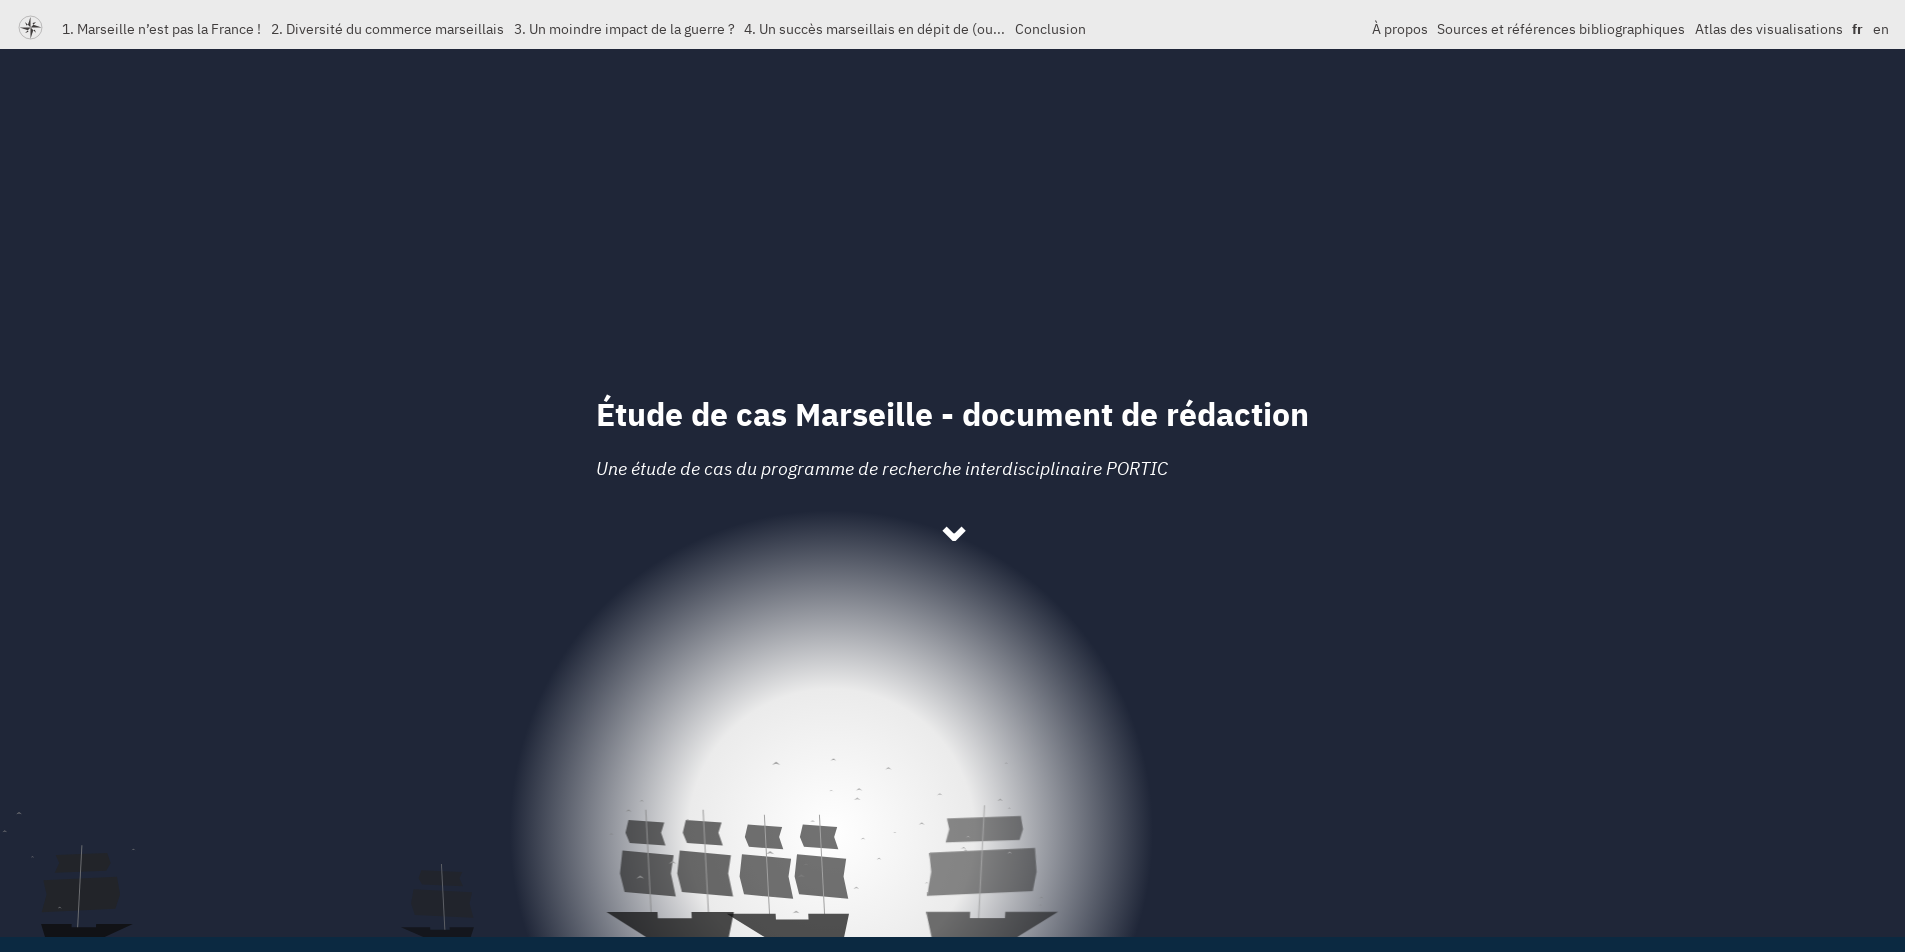 1. Marseille n’est pas la France ! 2. Diversité du commerce marseillais 3. Un moindre impact de la guerre ? 4. Un succès marseillais en dépit de (ou... Conclusion À propos Sources et références bibliographiques Atlas des visualisations fr en
Étude de cas Marseille - document de rédaction
Une étude de cas du programme de recherche interdisciplinaire PORTIC